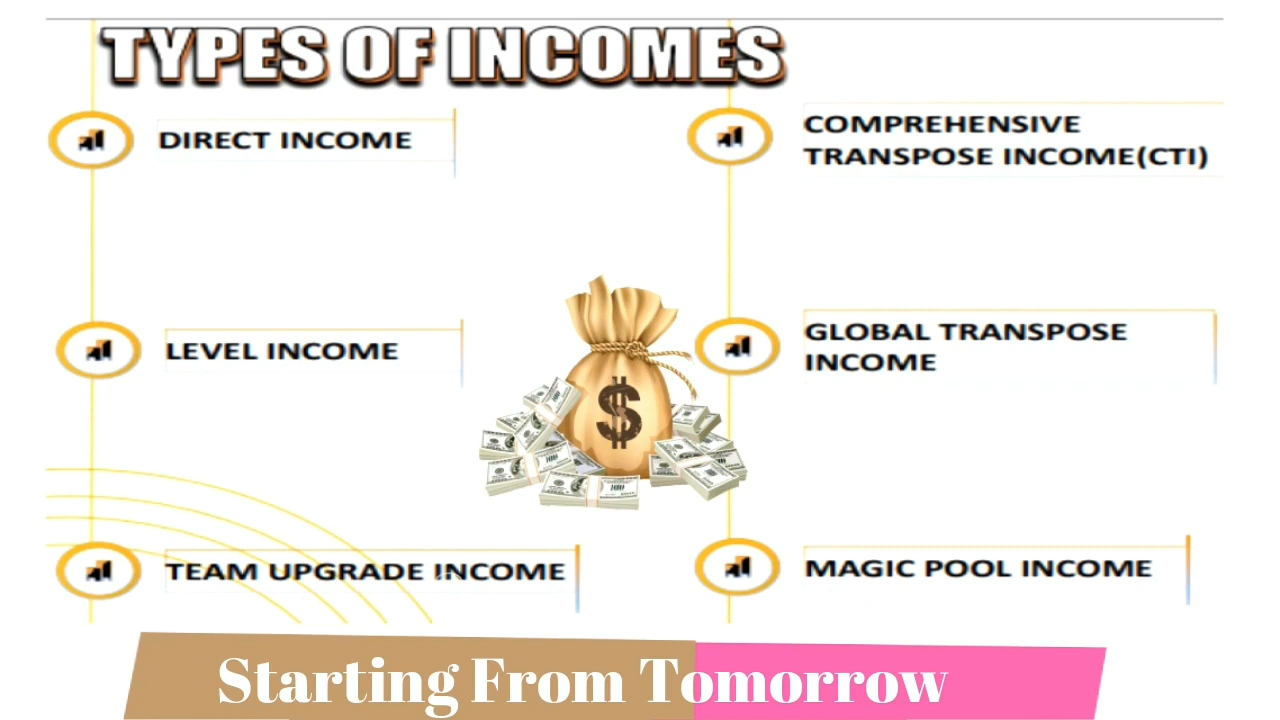 TYPES OF INCOMES
DIRECT INCOME
LEVEL INCOME
TEAM UPGRADE INCOME
COMPREHENSIVE
TRANSPOSE INCOME(CTI)
GLOBAL TRANSPOSE
INCOME
MAGIC POOL INCOME
$
Starting From Tomorrow